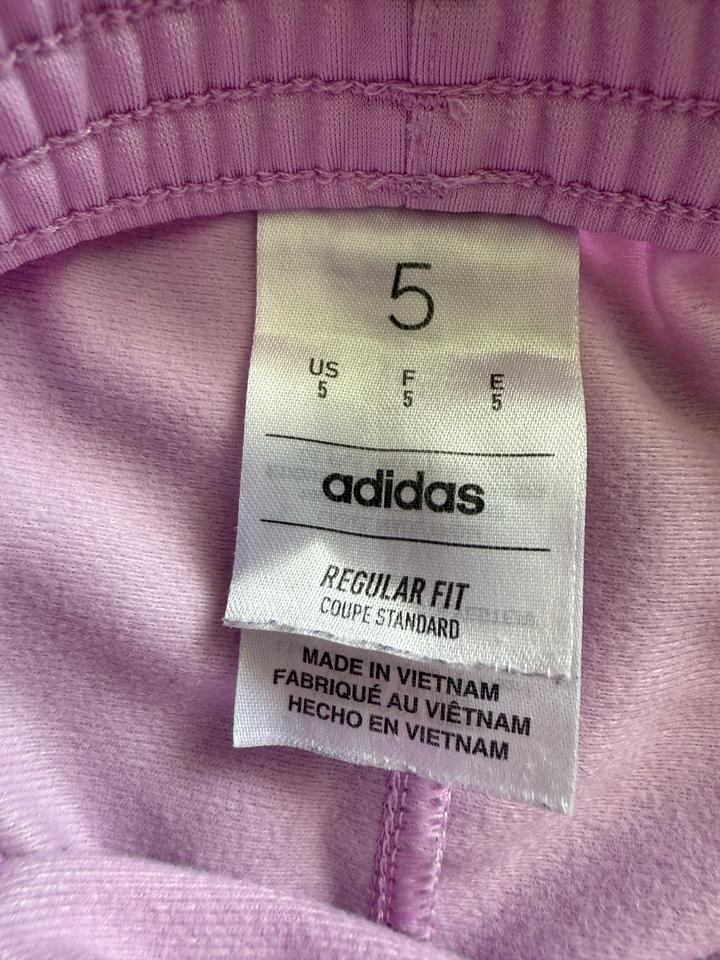 5
US F E
5 5 5
adidas
REGULAR FIT
COUPE STANDARD
MADE IN VIETNAM
FABRIQUÉ AU VIÊTNAM
HECHO EN VIETNAM